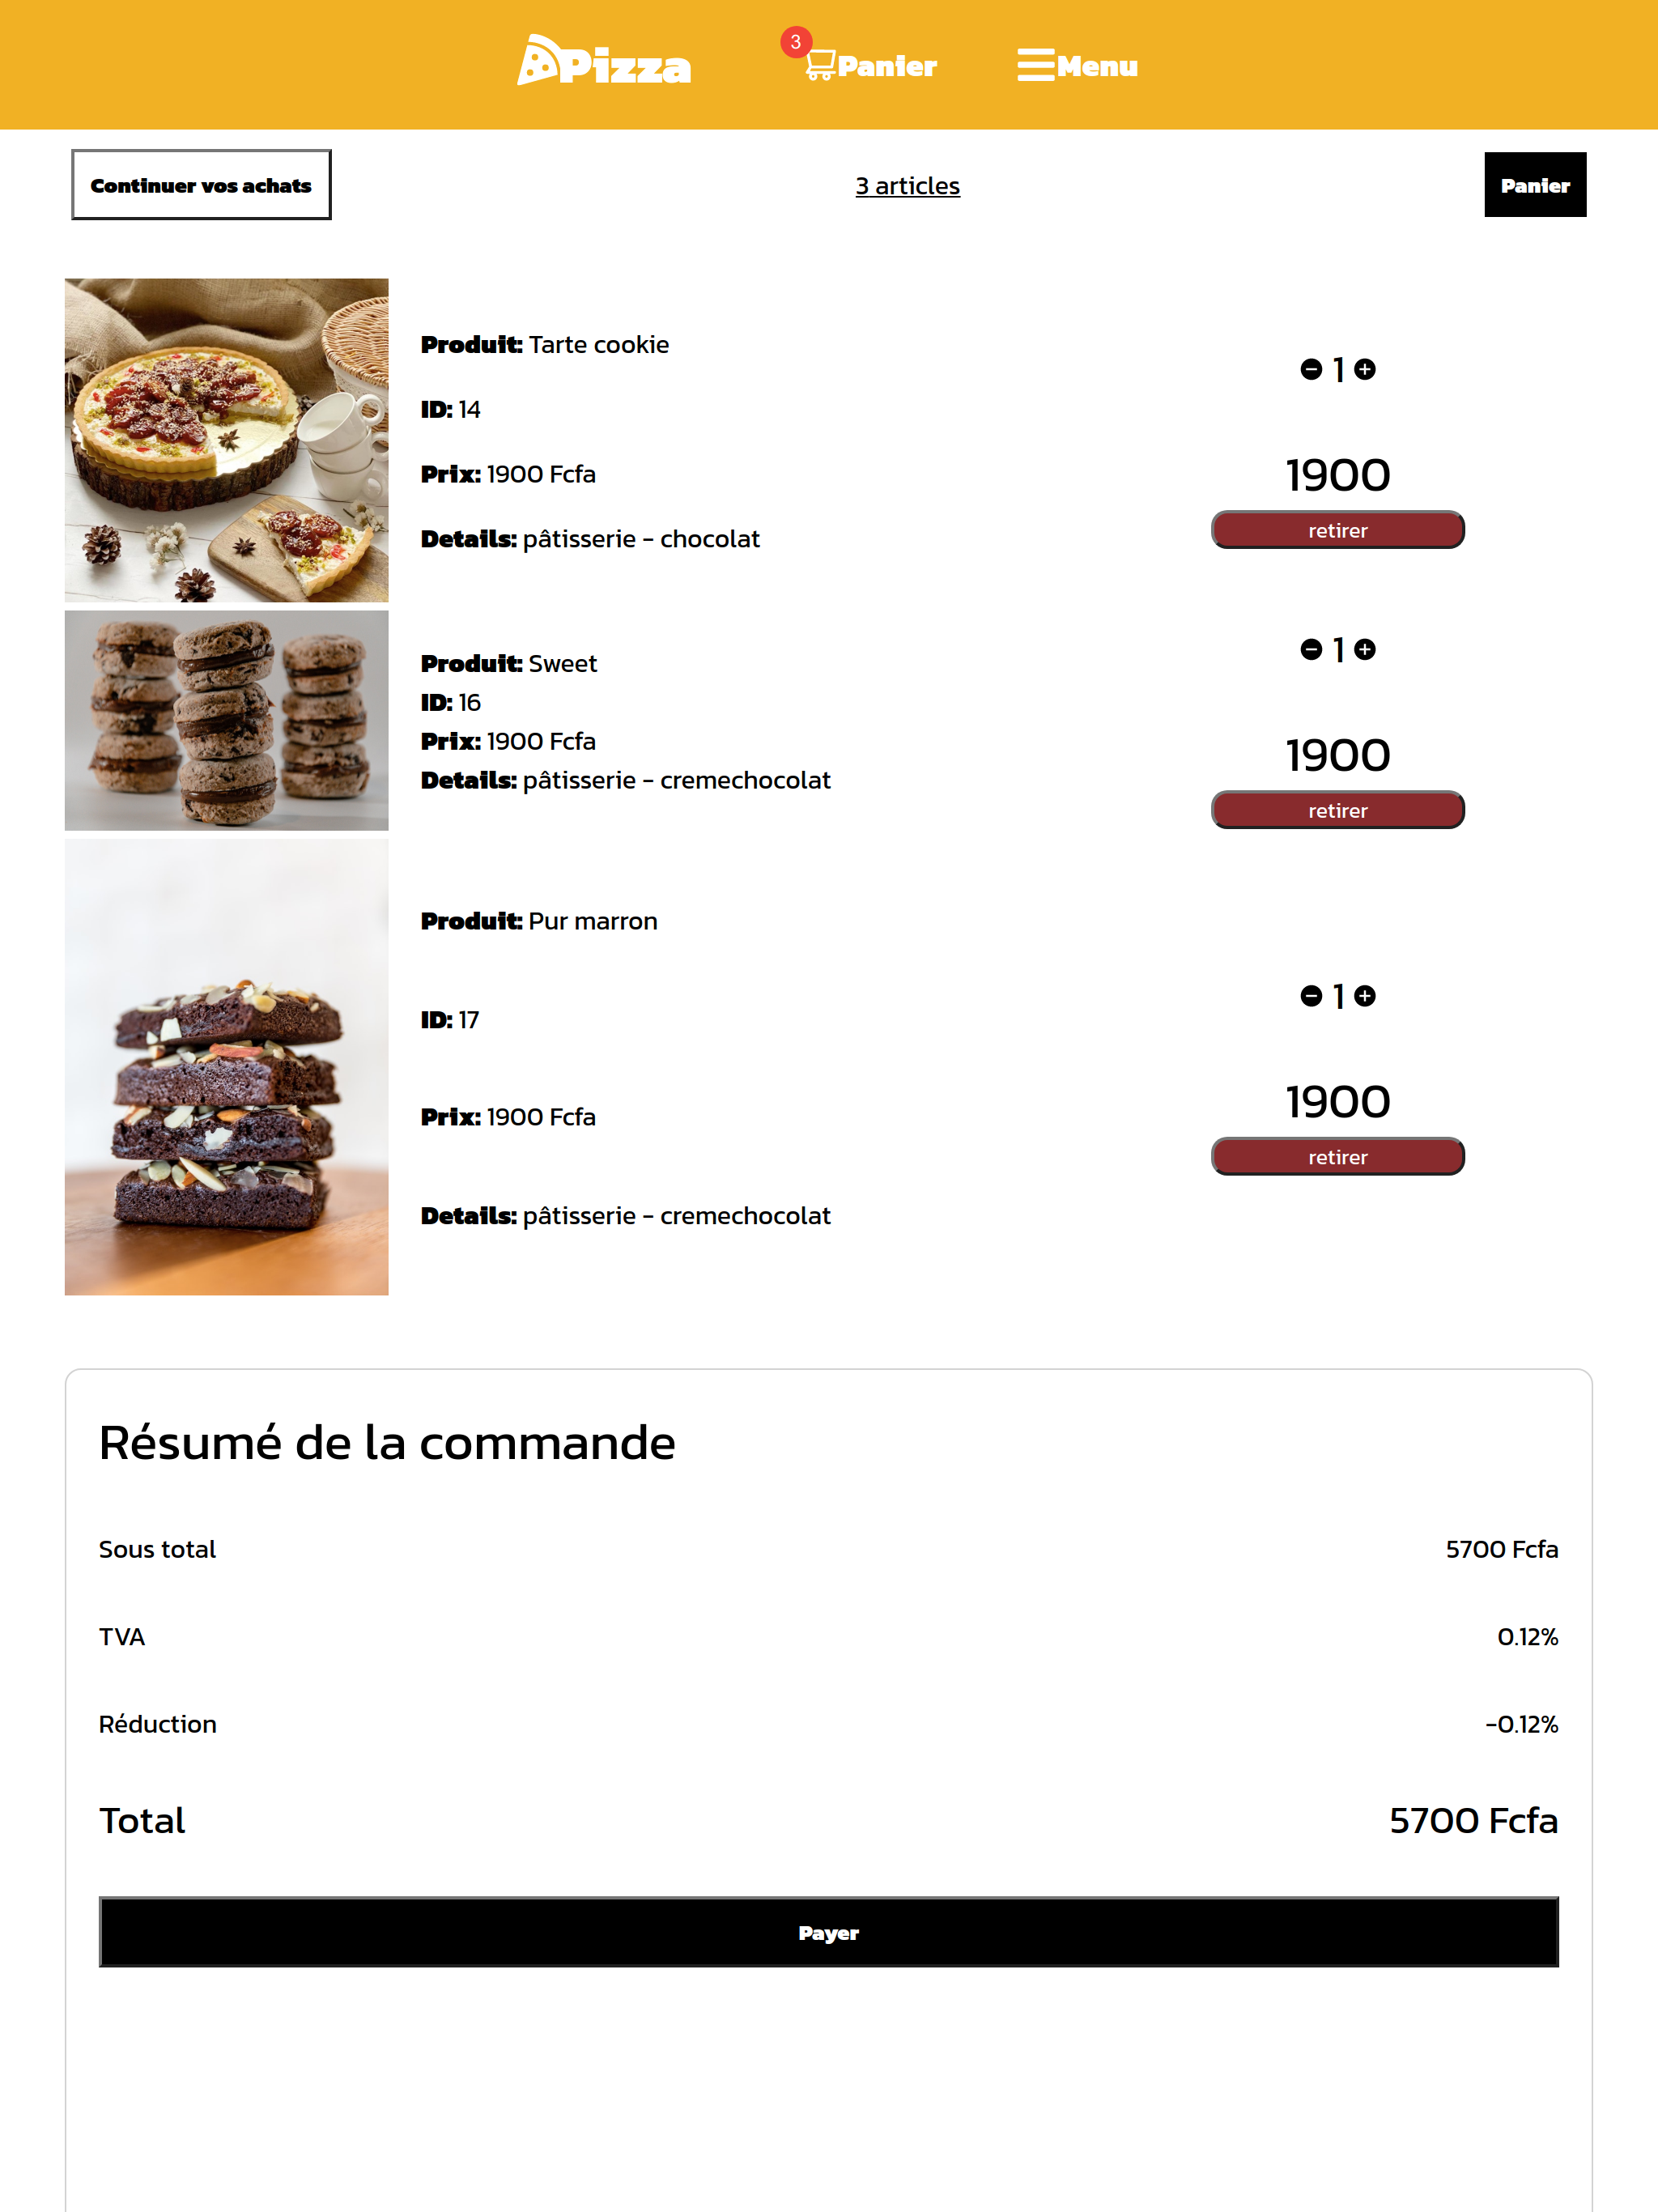 Pizza
3
Panier
Menu
Continuer vos achats
3 articles
Panier
Produit: Tarte cookie
ID: 14
Prix: 1900 Fcfa
Details: pâtisserie - chocolat
1
1900
retirer
Produit: Sweet
ID: 16
Prix: 1900 Fcfa
Details: pâtisserie - cremechocolat
1
1900
retirer
Produit: Pur marron
ID: 17
Prix: 1900 Fcfa
Details: pâtisserie - cremechocolat
1
1900
retirer
Résumé de la commande
Sous total 5700 Fcfa
TVA 0.12%
Réduction -0.12%
Total 5700 Fcfa
Payer